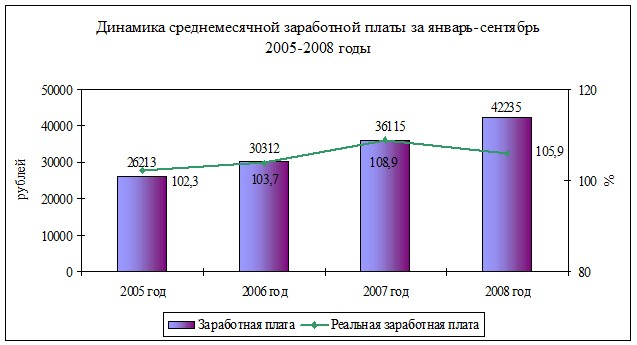 Динамика среднемесячной заработной платы за январь-сентябрь
2005-2008 годы
рублей
50000
40000
30000
20000
10000
0
26213
30312
36115
42235
102,3
103,7
108,9
105,9
120
100
80
%
2005 год
2006 год
2007 год
2008 год
Заработная плата
Реальная заработная плата